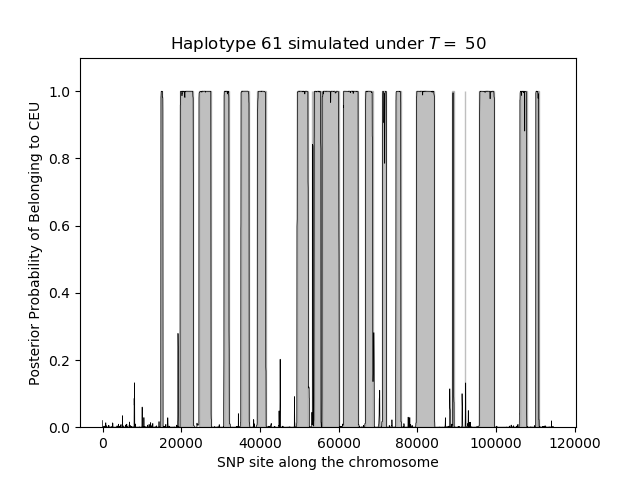 Haplotype 61 simulated under T = 50
Posterior Probability of Belonging to CEU
1.0
0.8
0.6
0.4
0.2
0.0
0 20000 40000 60000 80000 100000 120000
SNP site along the chromosome